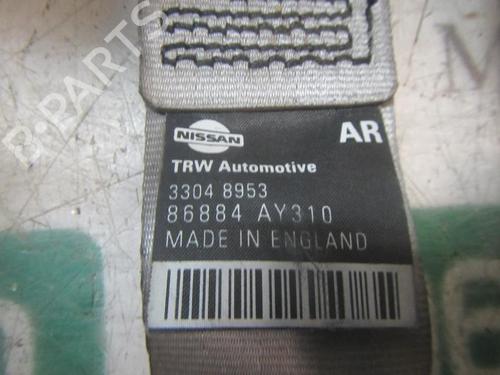 NISSAN
AR
TRW Automotive
3304 8953
86884 AY310
MADE IN ENGLAND
B-PARTS